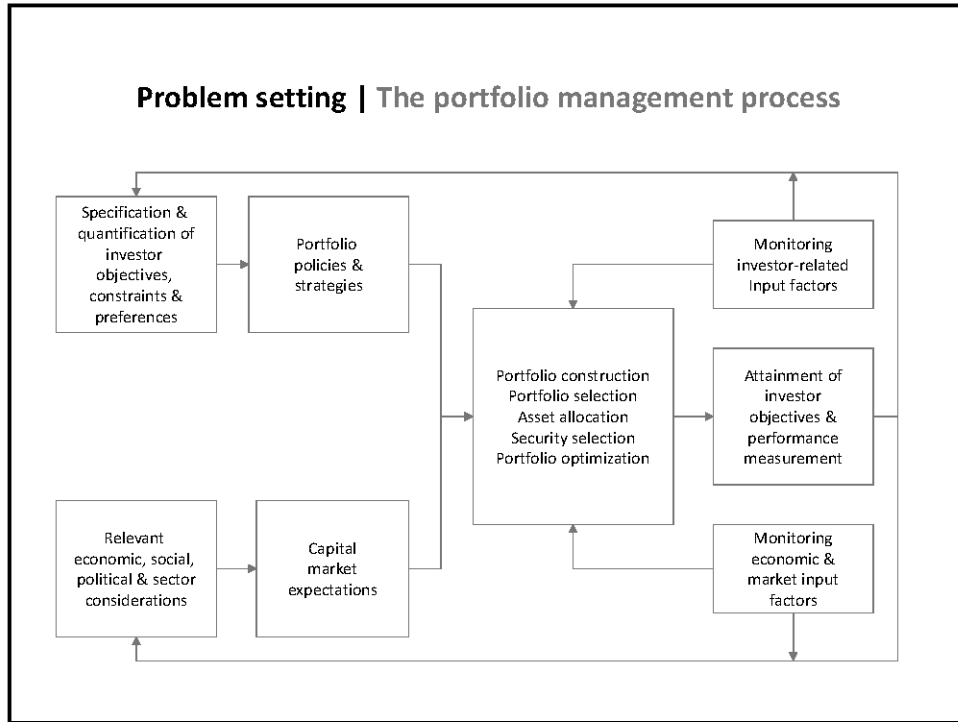 Problem setting | The portfolio management process
Specification &
quantification of
investor
objectives,
constraints &
preferences
Portfolio
policies &
strategies
Monitoring
investor-related
Input factors
Portfolio construction
Portfolio selection
Asset allocation
Security selection
Portfolio optimization
Attainment of
investor
objectives &
performance
measurement
Relevant
economic, social,
political & sector
considerations
Capital
market
expectations
Monitoring
economic &
market input
factors